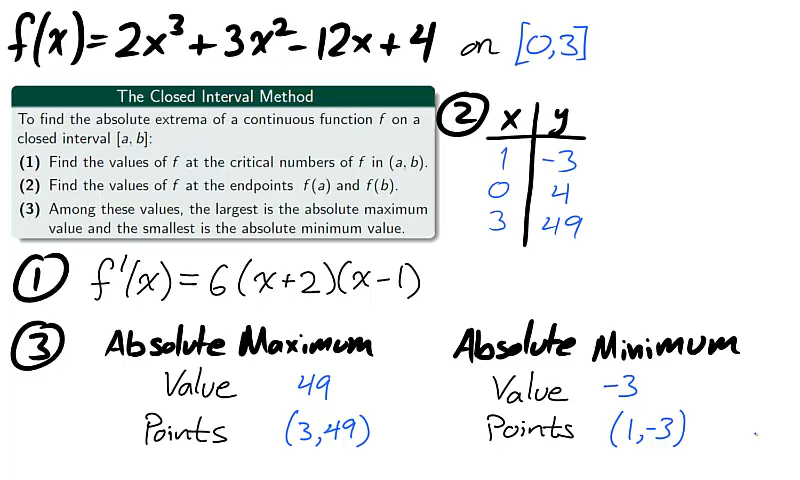 f(x) = 2x³ + 3x² - 12x + 4 on [0,3]
The Closed Interval Method
To find the absolute extrema of a continuous function f on a
closed interval [a, b]:
(1) Find the values of f at the critical numbers of f in (a, b).
(2) Find the values of f at the endpoints f(a) and f(b).
(3) Among these values, the largest is the absolute maximum
value and the smallest is the absolute minimum value.
② x y
1 -3
0 4
3 49
① f'(x) = 6(x+2)(x-1)
③ Absolute Maximum
Value 49
Points (3,49)
Absolute Minimum
Value -3
Points (1,-3)